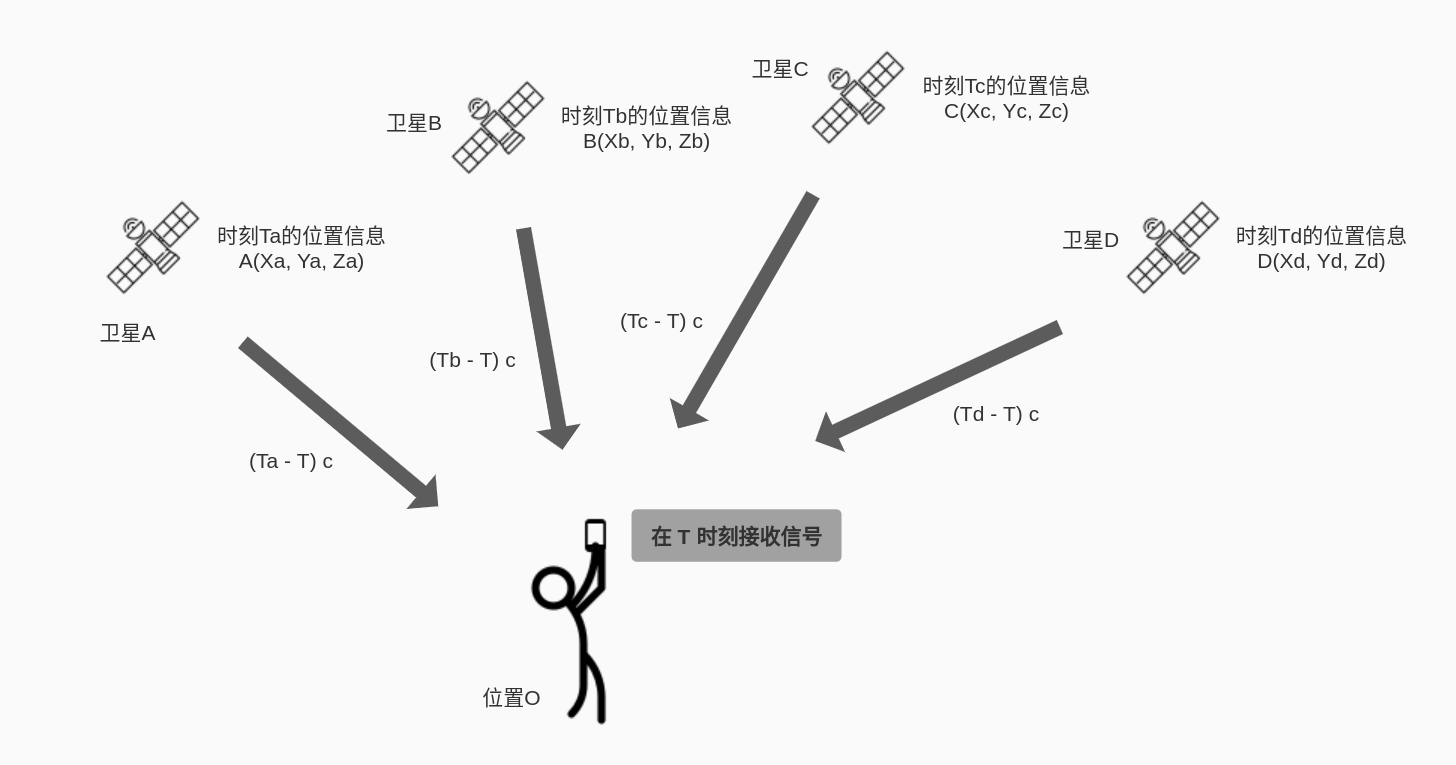 卫星C
时刻Tc的位置信息
C(Xc, Yc, Zc)
卫星B
时刻Tb的位置信息
B(Xb, Yb, Zb)
时刻Ta的位置信息
A(Xa, Ya, Za)
卫星A
卫星D
时刻Td的位置信息
D(Xd, Yd, Zd)
(Tc - T) c
(Tb - T) c
(Td - T) c
(Ta - T) c
在 T 时刻接收信号
位置O